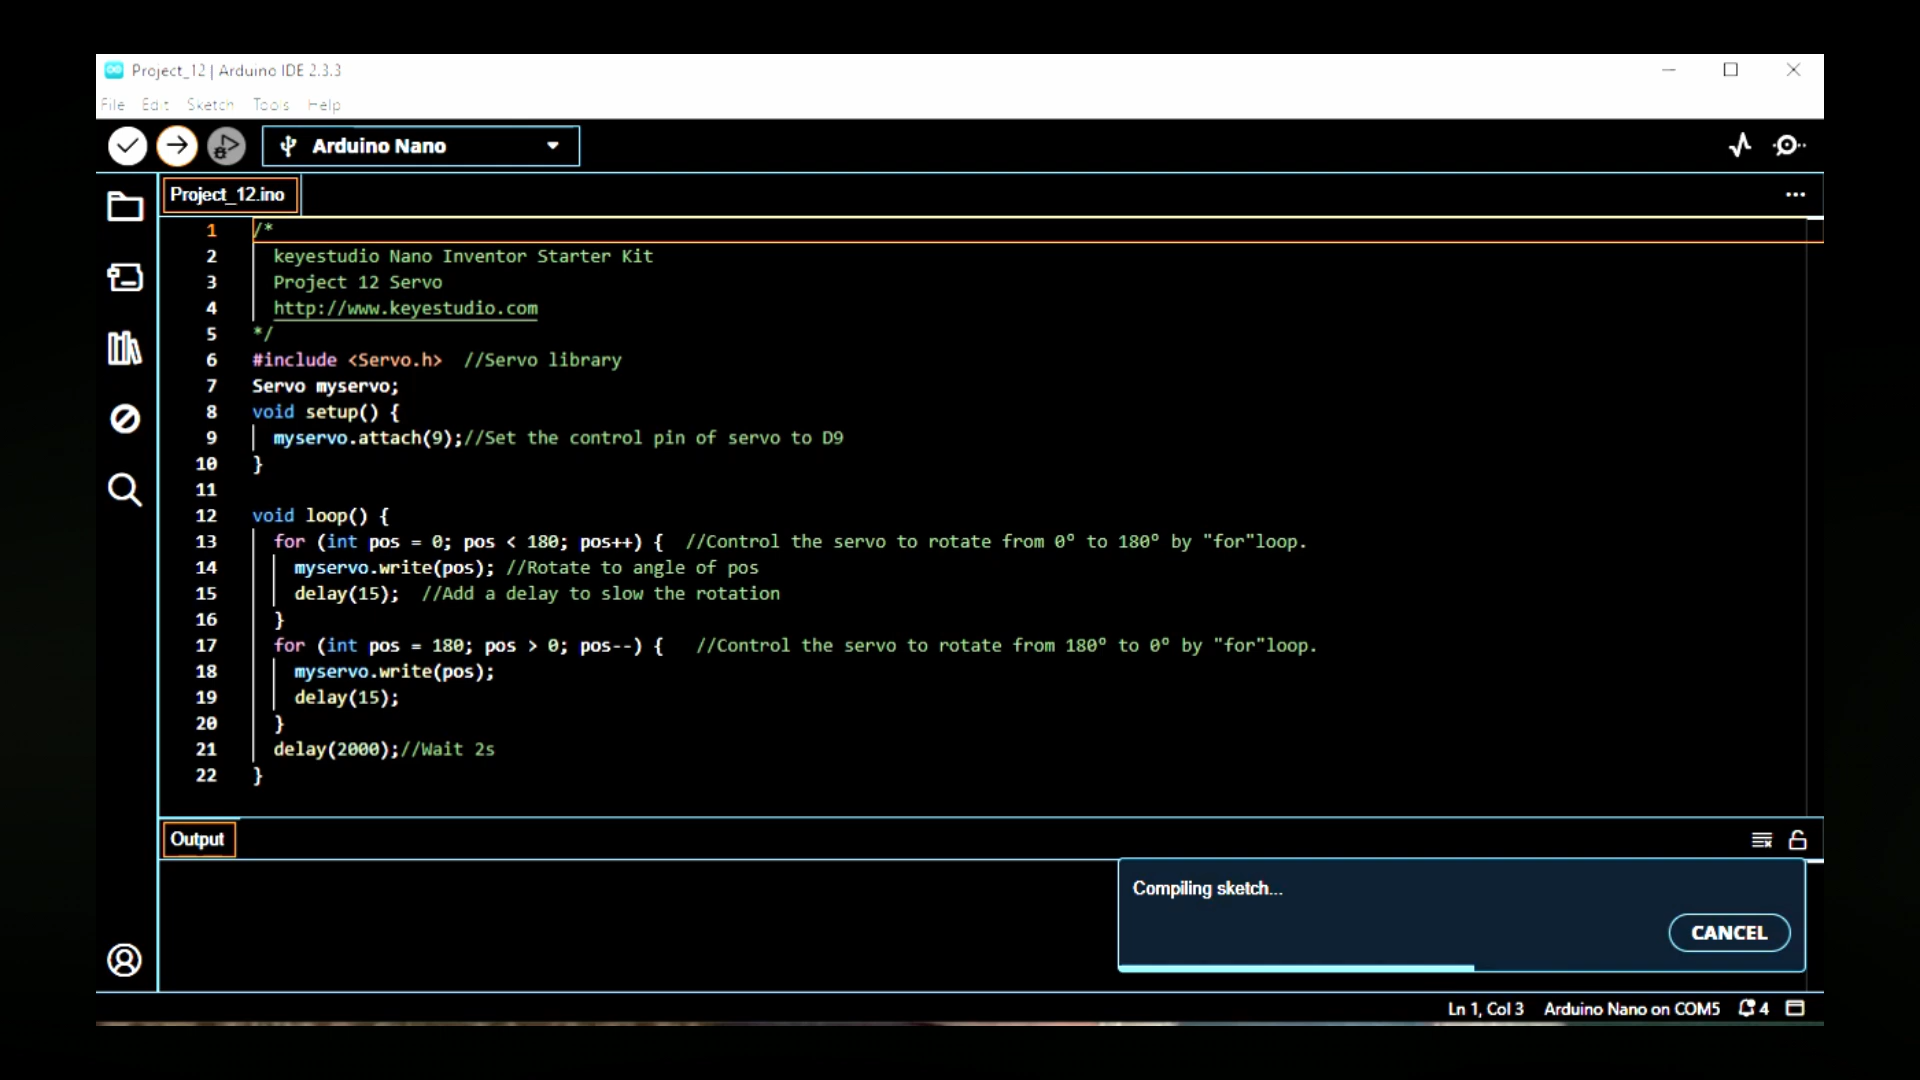 Project_12 | Arduino IDE 2.3.3
File Edit Sketch Tools Help
Arduino Nano
Project_12.ino
1 /*
2 keyestudio Nano Inventor Starter Kit
3 Project 12 Servo
4 http://www.keyestudio.com
5 */
6 #include <Servo.h> //Servo library
7 Servo myservo;
8 void setup() {
9 myservo.attach(9);//Set the control pin of servo to D9
10 }
11
12 void loop() {
13 for (int pos = 0; pos < 180; pos++) { //Control the servo to rotate from 0° to 180° by "for"loop.
14 myservo.write(pos); //Rotate to angle of pos
15 delay(15); //Add a delay to slow the rotation
16 }
17 for (int pos = 180; pos > 0; pos--) { //Control the servo to rotate from 180° to 0° by "for"loop.
18 myservo.write(pos);
19 delay(15);
20 }
21 delay(2000);//Wait 2s
22 }
Output
Compiling sketch...
CANCEL
Ln 1, Col 3 Arduino Nano on COM5 4